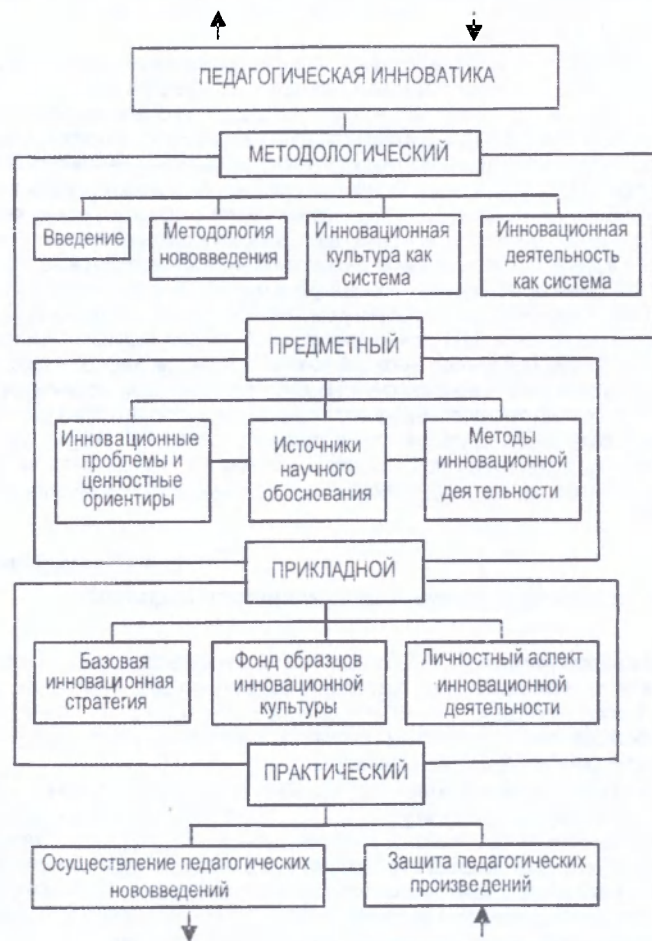 ПЕДАГОГИЧЕСКАЯ ИННОВАТИКА
МЕТОДОЛОГИЧЕСКИЙ
Введение
Методология
нововведения
Инновационная
культура как
система
Инновационная
деятельность
как система
ПРЕДМЕТНЫЙ
Инновационные
проблемы и
ценностные
ориентиры
Источники
научного
обоснования
Методы
инновационной
деятельности
ПРИКЛАДНОЙ
Базовая
инновационная
стратегия
Фонд образцов
инновационной
культуры
Личностный аспект
инновационной
деятельности
ПРАКТИЧЕСКИЙ
Осуществление педагогических
нововведений
Защита педагогических
произведений